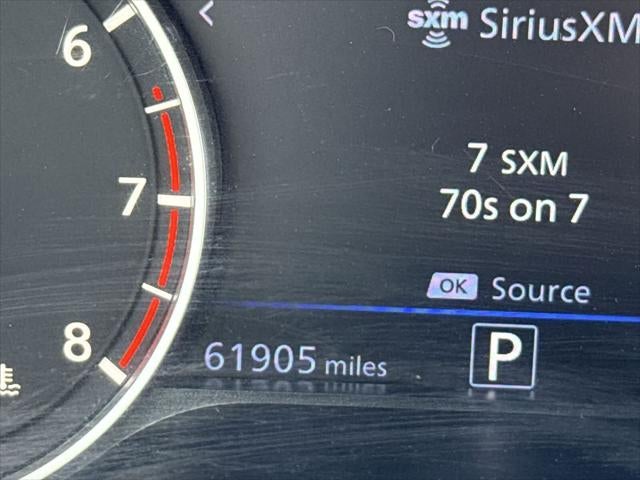 6
7
8
sxm SiriusXM
7 SXM
70s on 7
OK Source
61905 miles
P